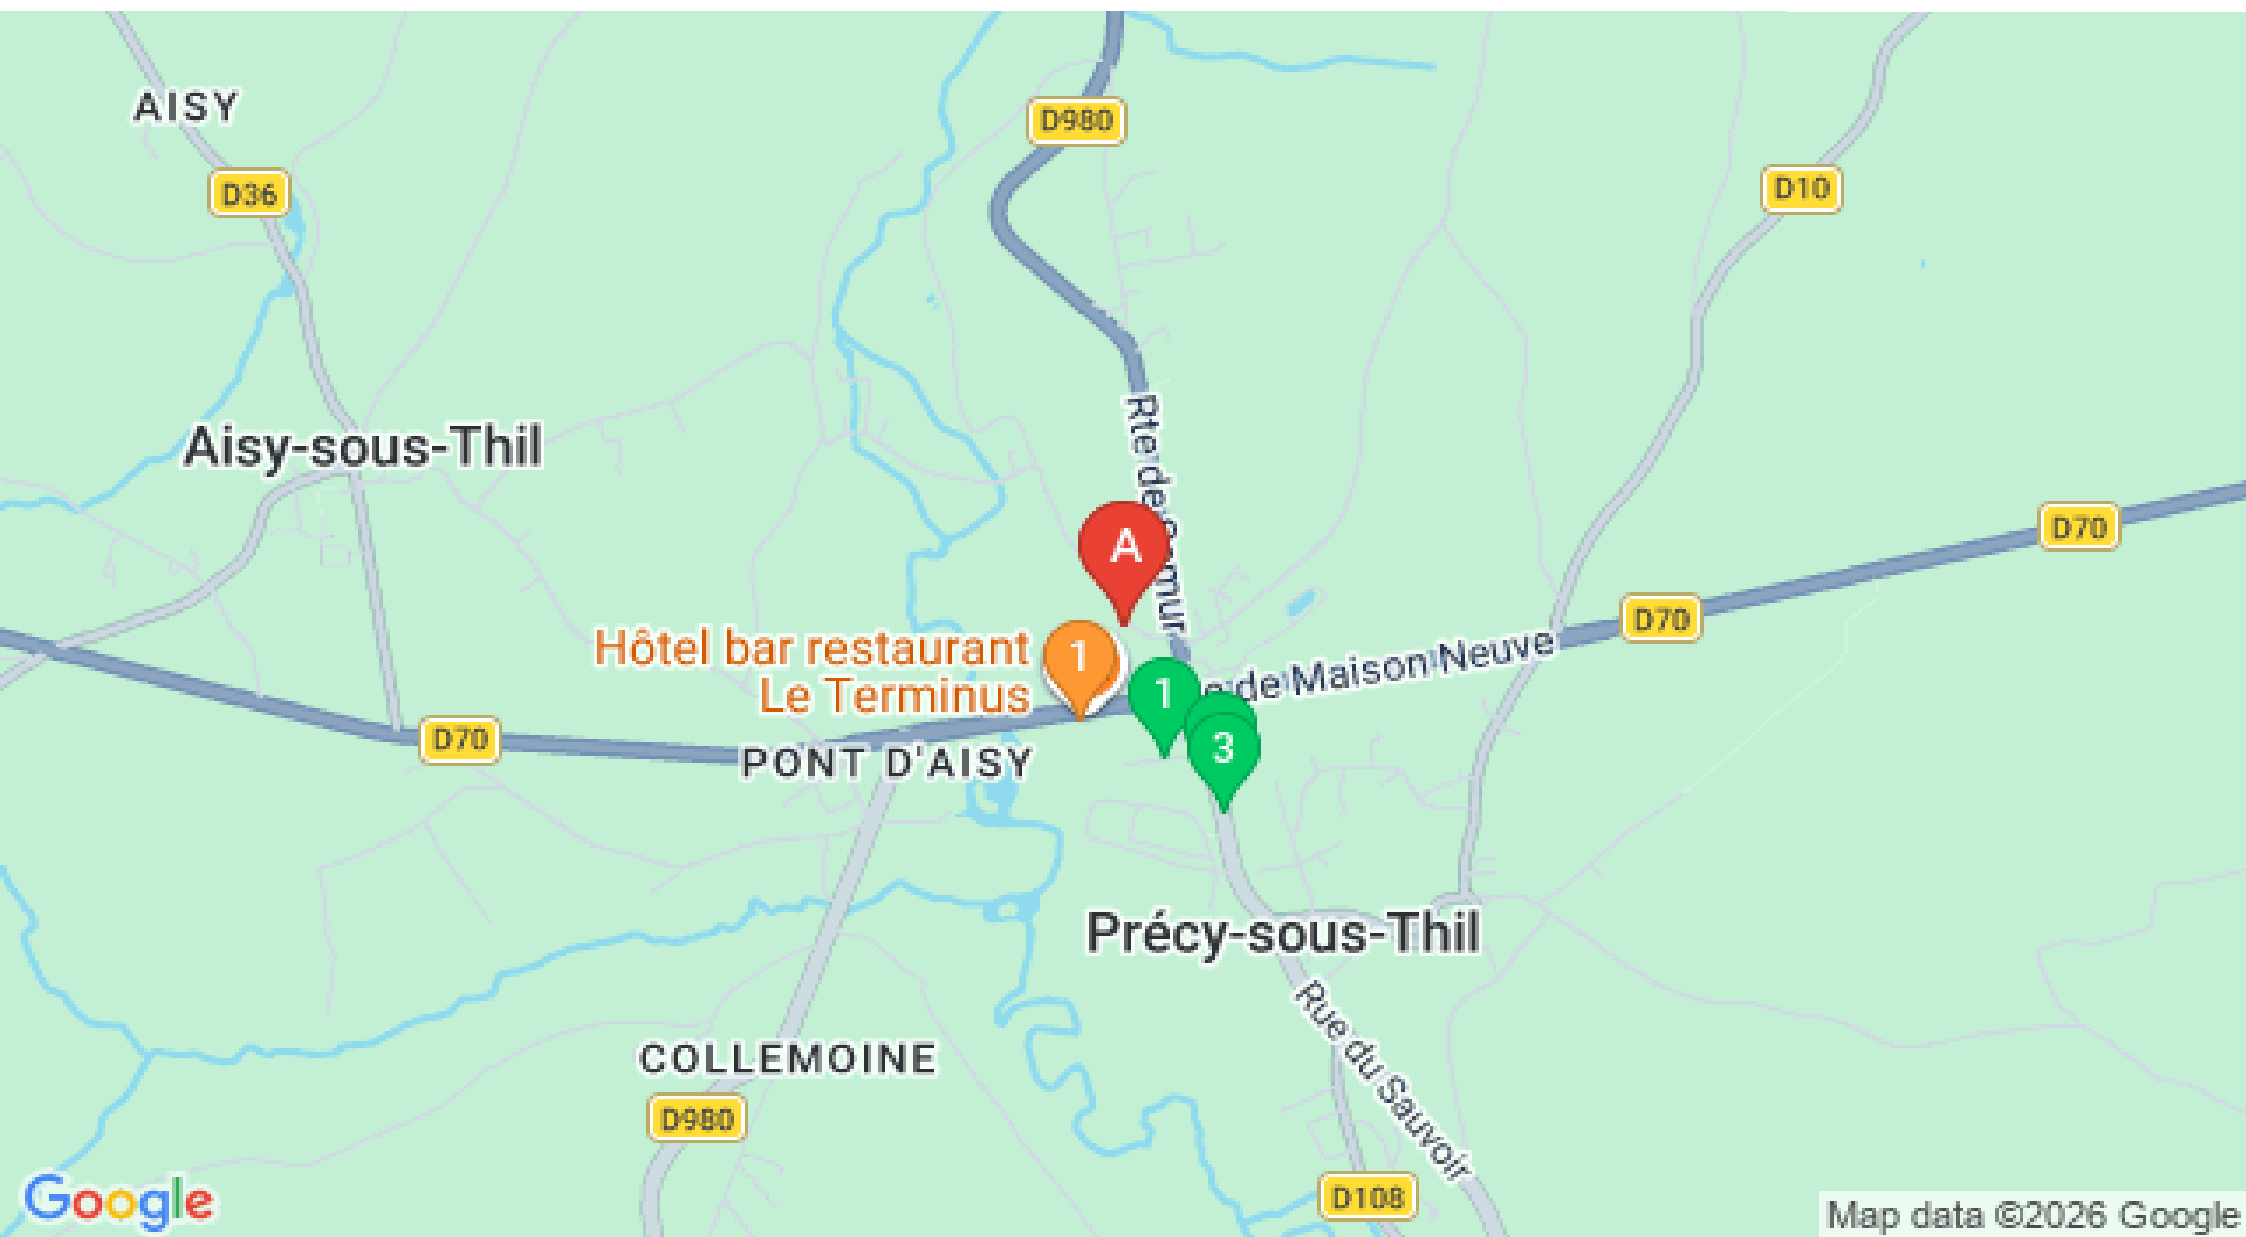 AISY
D980
D36
D10
Rte de Semur
Aisy-sous-Thil
D70
A
D70
Hôtel bar restaurant
Le Terminus
1
1
de Maison Neuve
D70
PONT D'AISY
3
Précy-sous-Thil
Rue du Sauvoir
COLLEMOINE
D980
D108
Google
Map data ©2026 Google